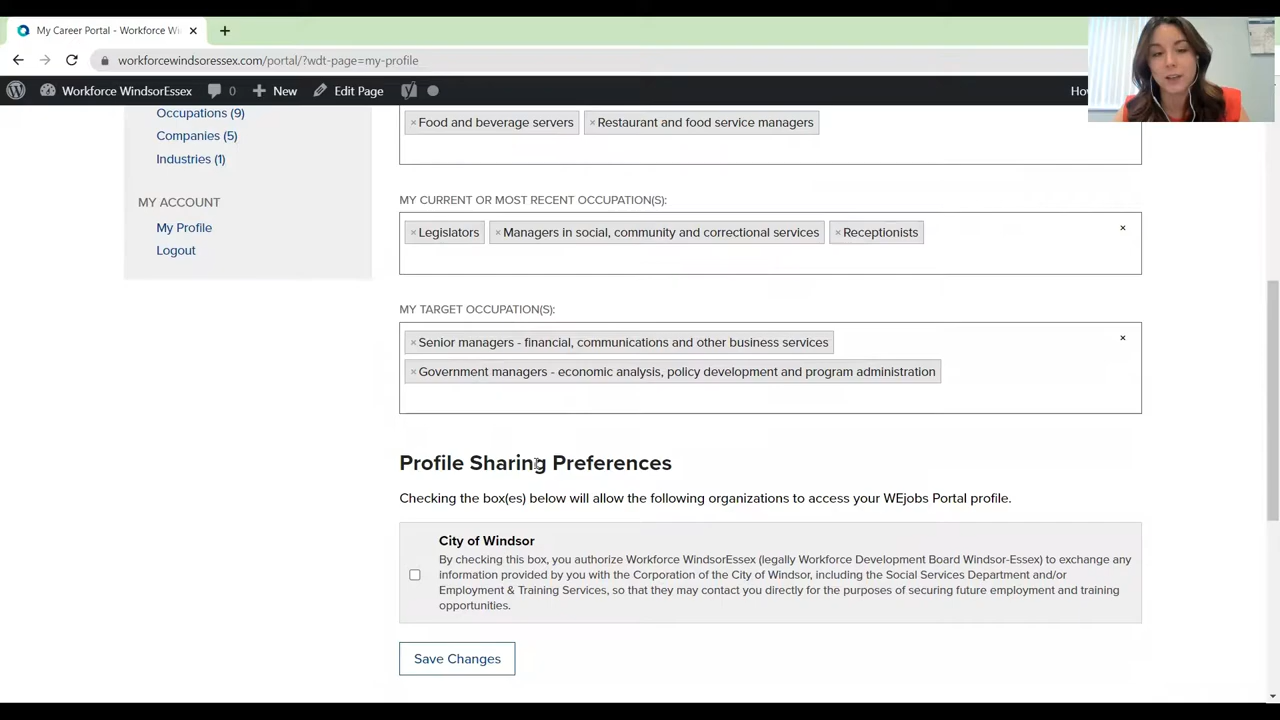 My Career Portal - Workforce Wi
workforcewindsoressex.com/portal/?wdt-page=my-profile
Workforce WindsorEssex 0 New Edit Page How
Occupations (9)
Companies (5)
Industries (1)
MY ACCOUNT
My Profile
Logout
× Food and beverage servers × Restaurant and food service managers
MY CURRENT OR MOST RECENT OCCUPATION(S):
× Legislators × Managers in social, community and correctional services × Receptionists ×
MY TARGET OCCUPATION(S):
× Senior managers - financial, communications and other business services ×
× Government managers - economic analysis, policy development and program administration
Profile Sharing Preferences
Checking the box(es) below will allow the following organizations to access your WEjobs Portal profile.
City of Windsor
By checking this box, you authorize Workforce WindsorEssex (legally Workforce Development Board Windsor-Essex) to exchange any
information provided by you with the Corporation of the City of Windsor, including the Social Services Department and/or
Employment & Training Services, so that they may contact you directly for the purposes of securing future employment and training
opportunities.
Save Changes